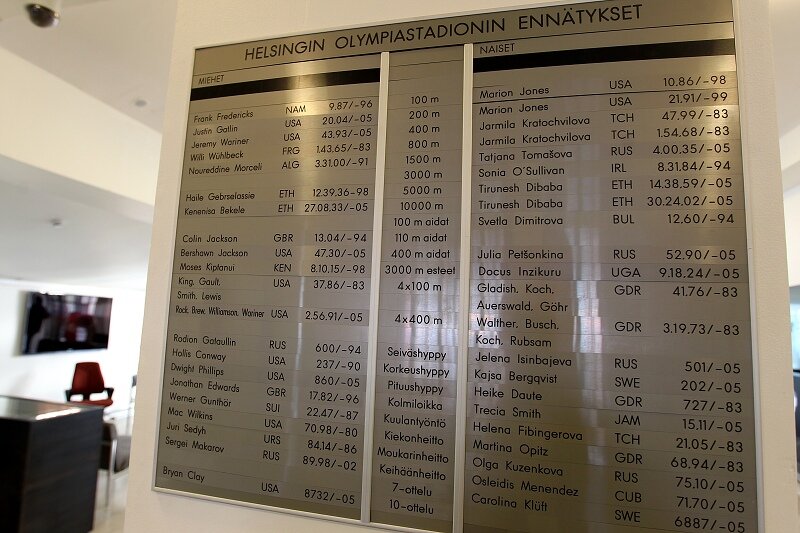 HELSINGIN OLYMPIASTADIONIN ENNÄTYKSET
MIEHET NAISET
Frank Fredericks NAM 9.87/-96 100 m Marion Jones USA 10.86/-98
Justin Gatlin USA 20.04/-05 200 m Marion Jones USA 21.91/-99
Jeremy Wariner USA 43.93/-05 400 m Jarmila Kratochvilova TCH 47.99/-83
Willi Wühlbeck FRG 1.43.65/-83 800 m Jarmila Kratochvilova TCH 1.54.68/-83
Noureddine Morceli ALG 3.31.00/-91 1500 m Tatjana Tomašova RUS 4.00.35/-05
3000 m Sonia O´Sullivan IRL 8.31.84/-94
Haile Gebrselassie ETH 12.39.36-98 5000 m Tirunesh Dibaba ETH 14.38.59/-05
Kenenisa Bekele ETH 27.08.33/-05 10000 m Tirunesh Dibaba ETH 30.24.02/-05
100 m aidat Svetla Dimitrova BUL 12.60/-94
Colin Jackson GBR 13.04/-94 110 m aidat
Bershawn Jackson USA 47.30/-05 400 m aidat Julia Petšonkina RUS 52.90/-05
Moses Kiptanui KEN 8.10.15/-98 3000 m esteet Docus Inzikuru UGA 9.18.24/-05
King. Gault. USA 37.86/-83 4x100 m Gladish. Koch. GDR 41.76/-83
Smith. Lewis Auerswald. Göhr
Rock. Brew. Williamson. Wariner USA 2.56.91/-05 4x400 m Walther. Busch. GDR 3.19.73/-83
Koch. Rubsam
Rodion Gataullin RUS 600/-94 Seiväshyppy Jelena Isinbajeva RUS 501/-05
Hollis Conway USA 237/-90 Korkeushyppy Kajsa Bergqvist SWE 202/-05
Dwight Phillips USA 860/-05 Pituushyppy Heike Daute GDR 727/-83
Jonathan Edwards GBR 17.82/-96 Kolmiloikka Trecia Smith JAM 15.11/-05
Werner Gunthör SUI 22.47/-87 Kuulantyöntö Helena Fibingerova TCH 21.05/-83
Mac Wilkins USA 70.98/-80 Kiekonheitto Martina Opitz GDR 68.94/-83
Juri Sedyh URS 84.14/-86 Moukarinheitto Olga Kuzenkova RUS 75.10/-05
Sergei Makarov RUS 89.98/-02 Keihäänheitto Osleidis Menendez CUB 71.70/-05
7-ottelu Carolina Klüft SWE 6887/-05
Bryan Clay USA 8732/-05 10-ottelu